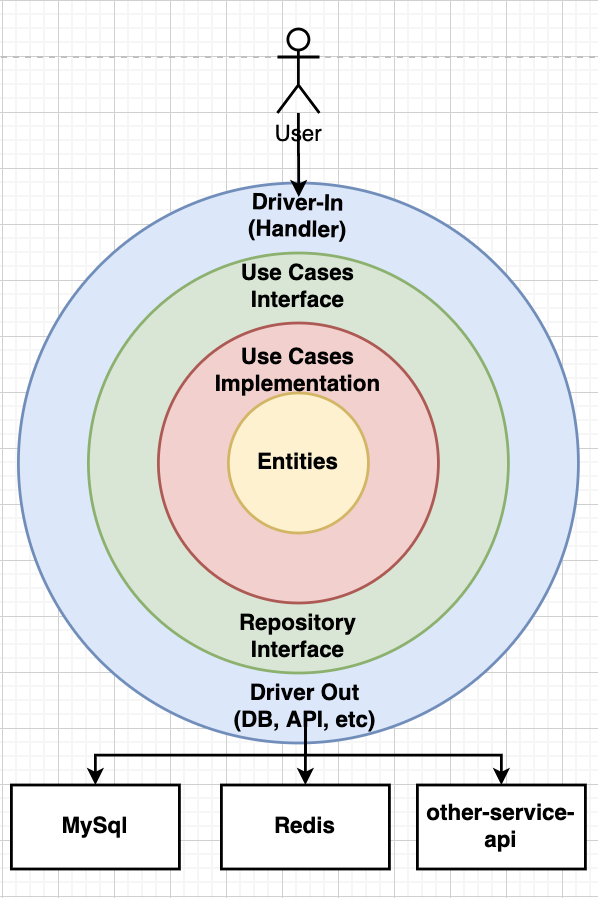 User
Driver-In
(Handler)
Use Cases
Interface
Use Cases
Implementation
Entities
Repository
Interface
Driver Out
(DB, API, etc)
MySql
Redis
other-service-
api